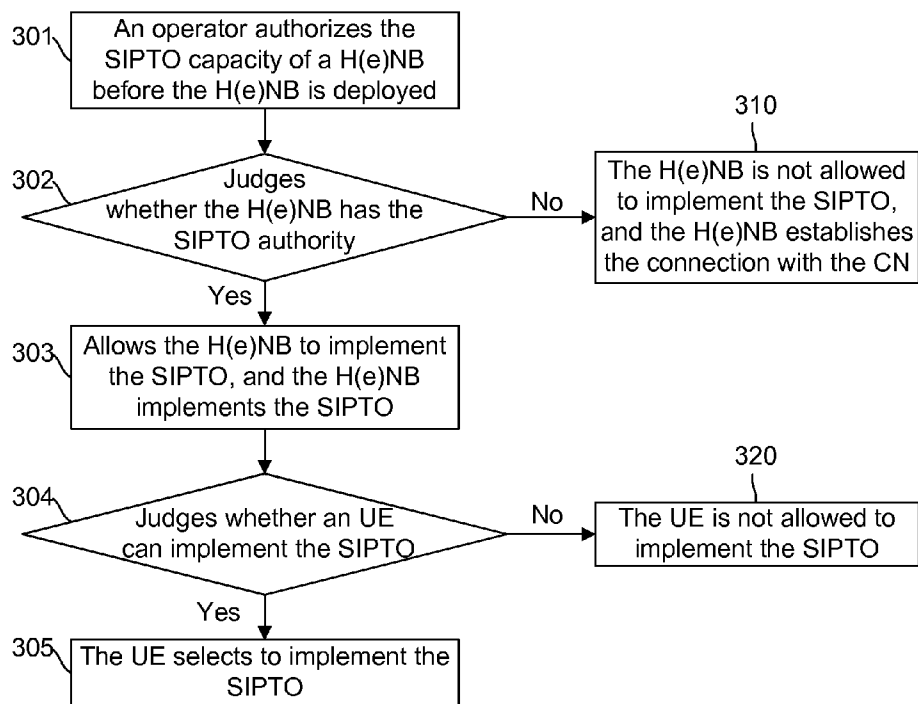 301
An operator authorizes the
SIPTO capacity of a H(e)NB
before the H(e)NB is deployed
302
Judges
whether the H(e)NB has the
SIPTO authority
No
310
The H(e)NB is not allowed
to implement the SIPTO,
and the H(e)NB establishes
the connection with the CN
Yes
303
Allows the H(e)NB to implement
the SIPTO, and the H(e)NB
implements the SIPTO
304
Judges whether an UE
can implement the SIPTO
No
320
The UE is not allowed to
implement the SIPTO
Yes
305
The UE selects to implement the
SIPTO